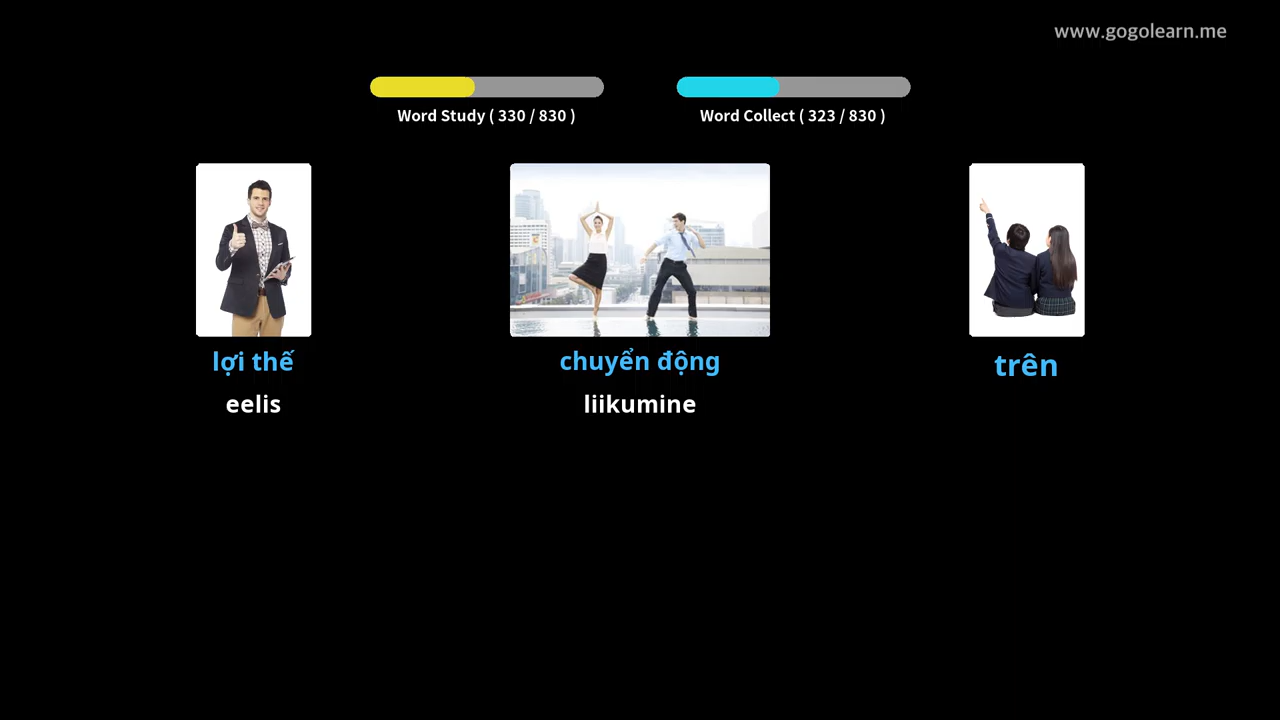 www.gogolearn.me
Word Study ( 330 / 830 )
Word Collect ( 323 / 830 )
lợi thế
chuyển động
trên
eelis
liikumine